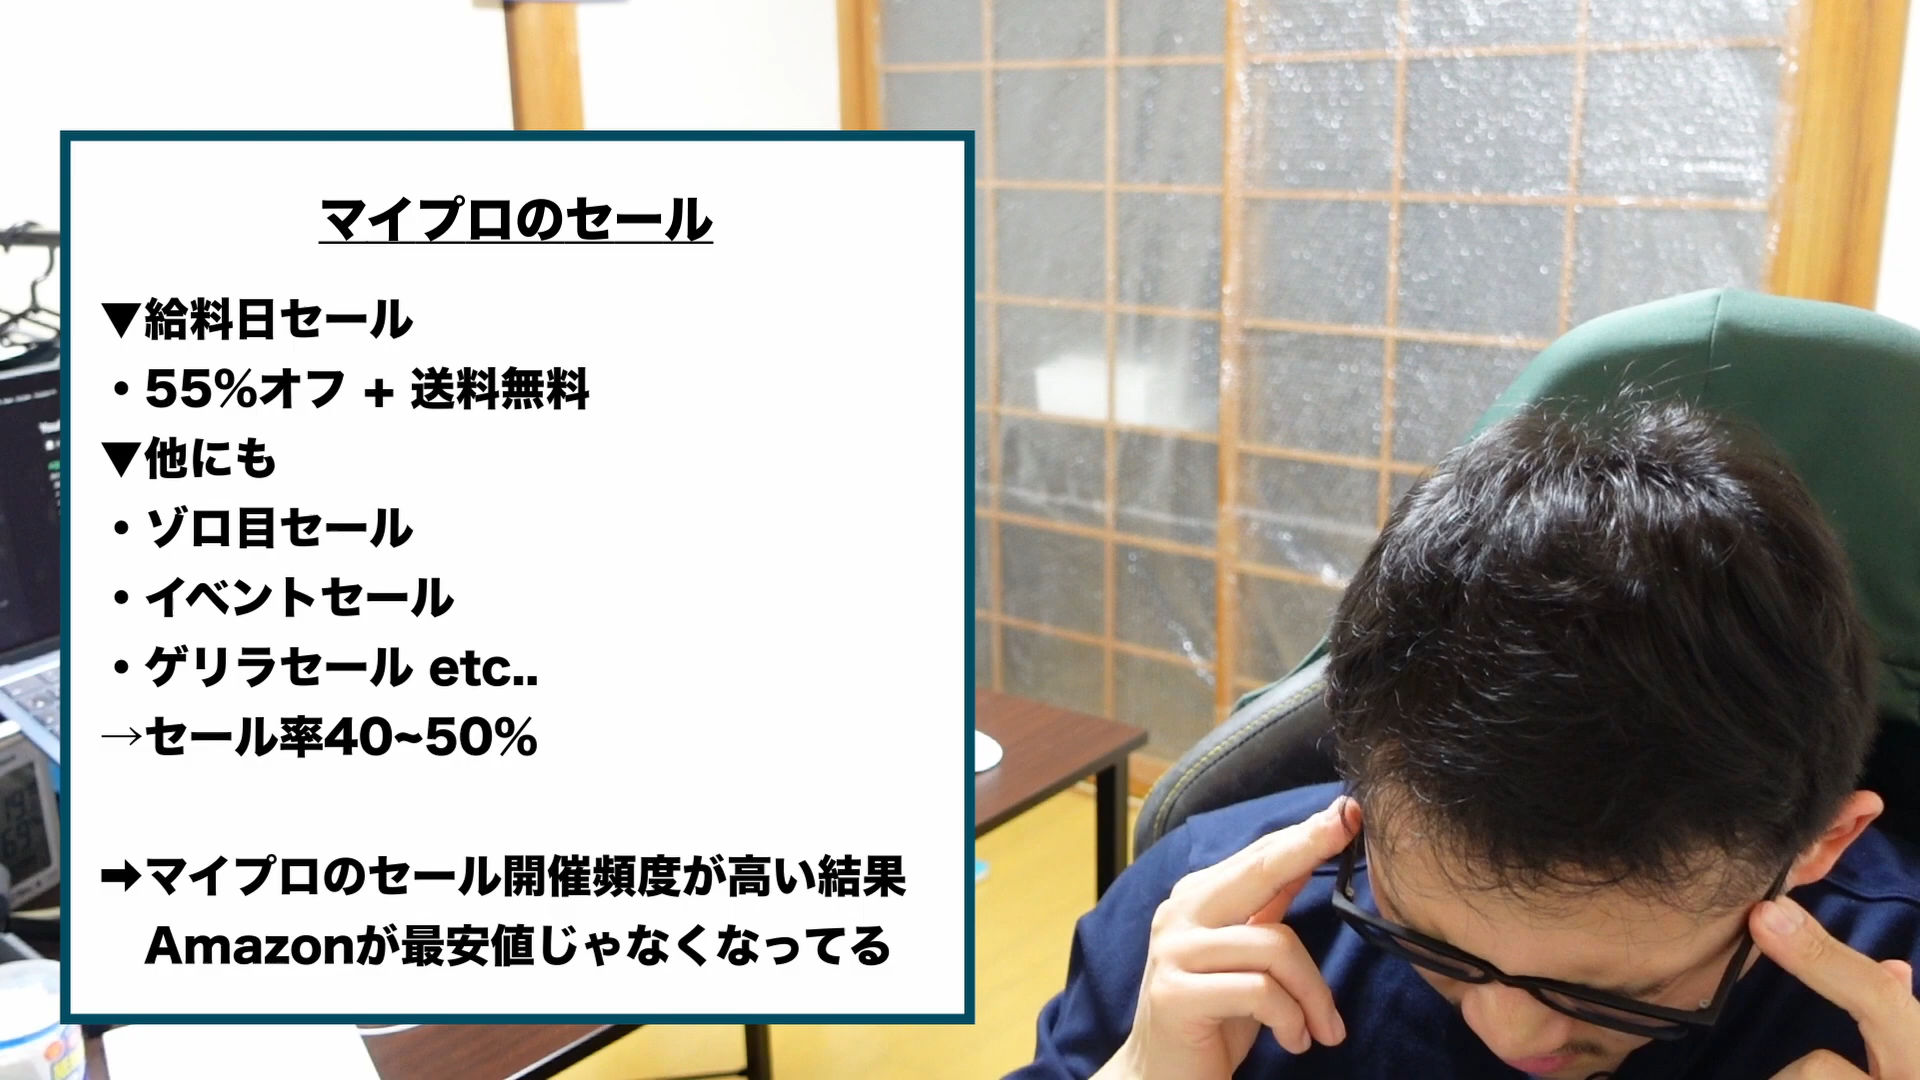 マイプロのセール
▼給料日セール
・55%オフ + 送料無料
▼他にも
・ゾロ目セール
・イベントセール
・ゲリラセール etc..
→セール率40~50%
➡マイプロのセール開催頻度が高い結果
Amazonが最安値じゃなくなってる